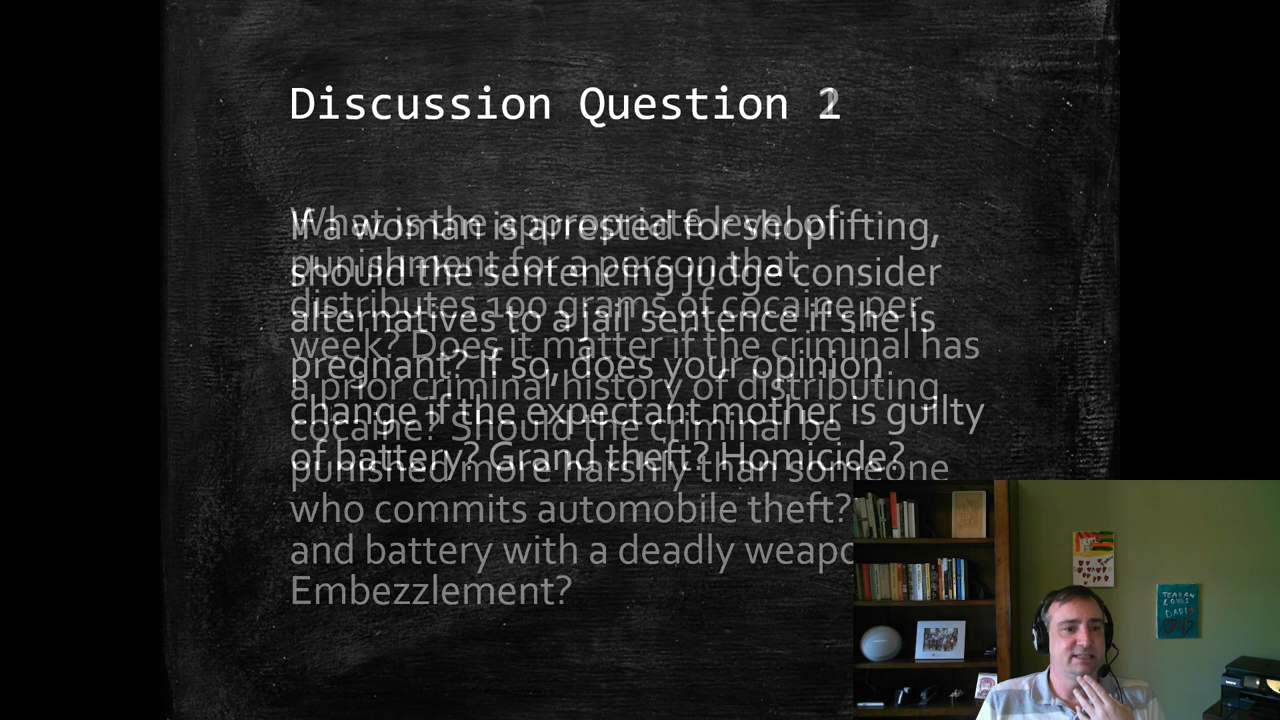 Discussion Question
If a woman is arrested for shoplifting,
should the sentencing judge consider
alternatives to a jail sentence if she is
pregnant? If so, does your opinion
change if the expectant mother is guilty
of battery? Grand theft? Homicide?
What is the appropriate level of
punishment for a person that
distributes 100 grams of cocaine per
week? Does it matter if the criminal has
a prior criminal history of distributing
cocaine? Should the criminal be
punished more harshly than someone
who commits automobile theft?
and battery with a deadly weapo
Embezzlement?
LOVES